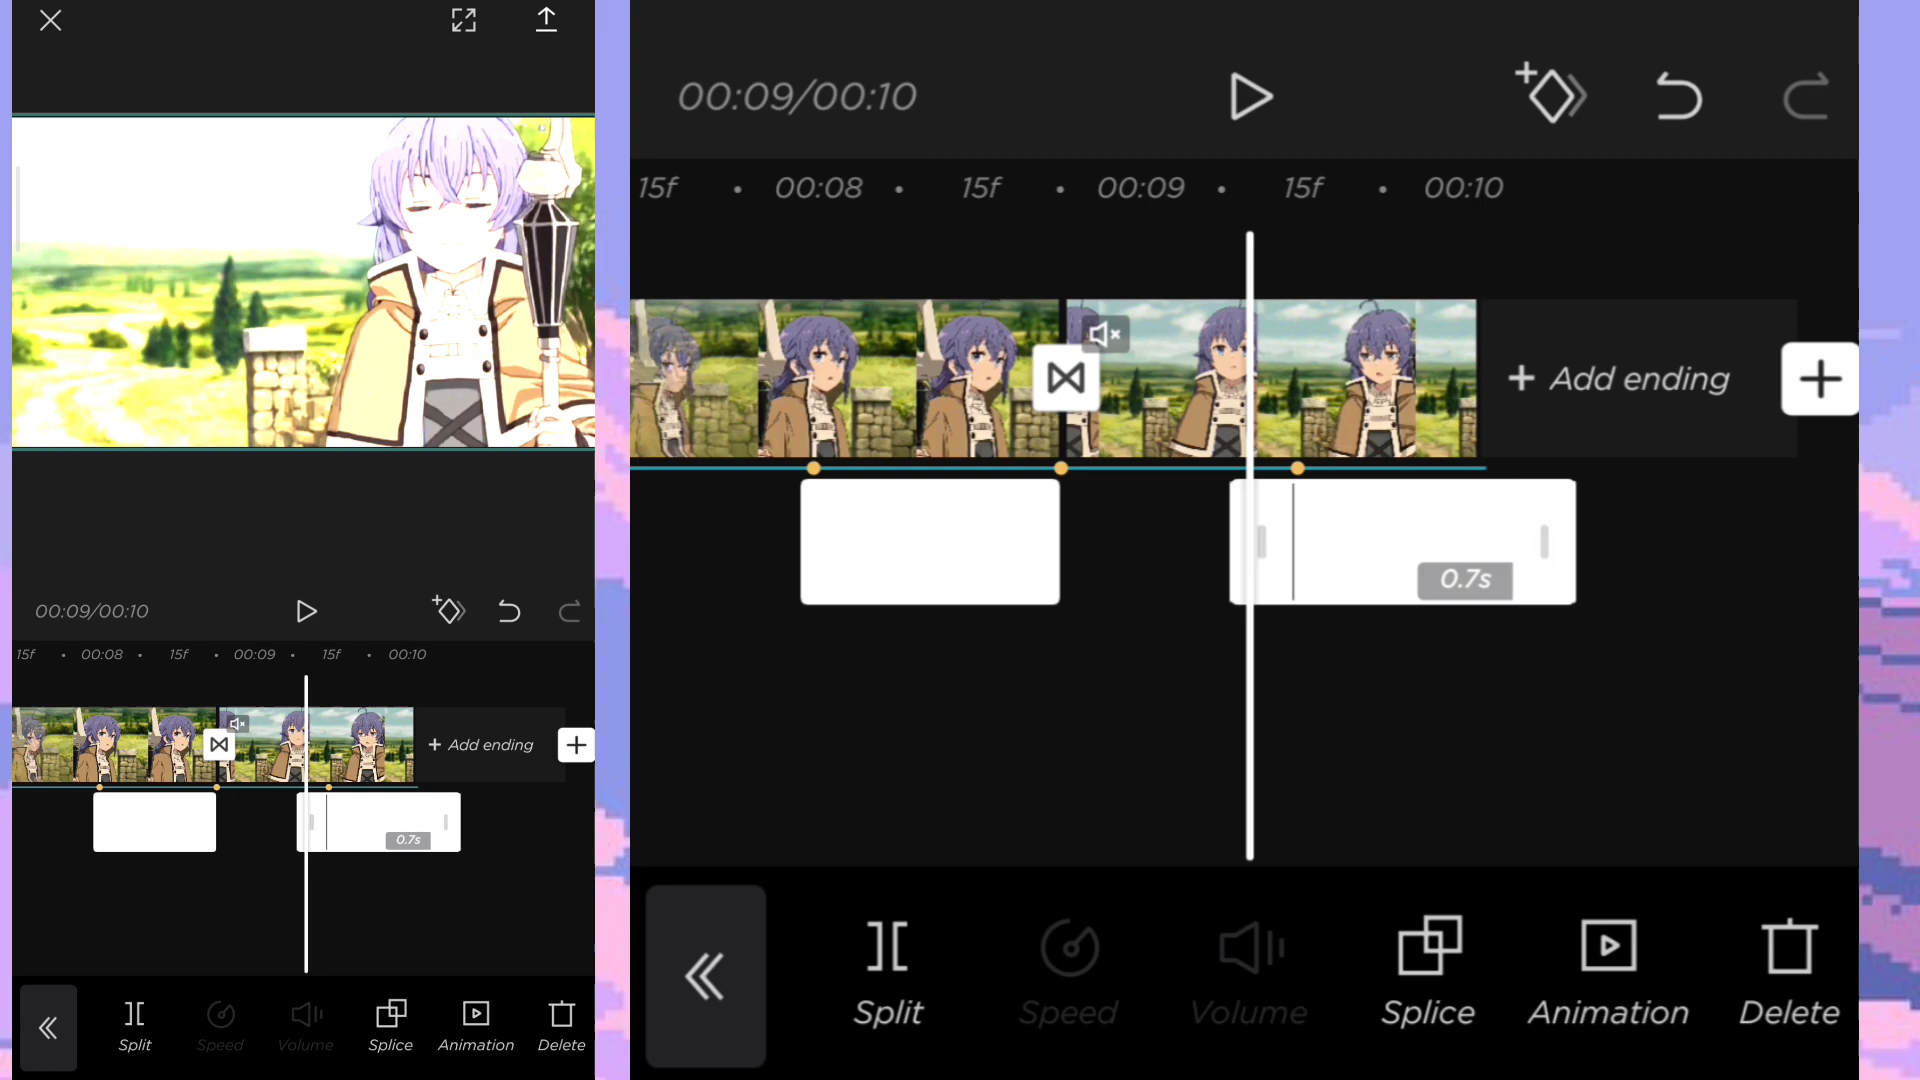 00:09/00:10
15f • 00:08 • 15f • 00:09 • 15f • 00:10
+ Add ending
0.7s
Split Speed Volume Splice Animation Delete
00:09/00:10
15f • 00:08 • 15f • 00:09 • 15f • 00:10
+ Add ending
0.7s
Split Speed Volume Splice Animation Delete